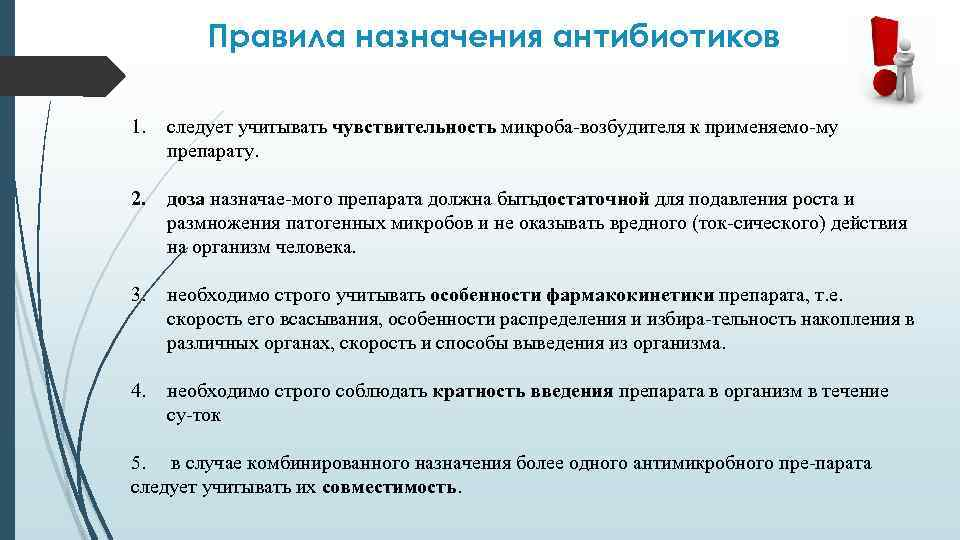 Правила назначения антибиотиков
1. следует учитывать чувствительность микроба-возбудителя к применяемо-му
препарату.
2. доза назначае-мого препарата должна бытьдостаточной для подавления роста и
размножения патогенных микробов и не оказывать вредного (ток-сического) действия
на организм человека.
3. необходимо строго учитывать особенности фармакокинетики препарата, т.е.
скорость его всасывания, особенности распределения и избира-тельность накопления в
различных органах, скорость и способы выведения из организма.
4. необходимо строго соблюдать кратность введения препарата в организм в течение
су-ток
5. в случае комбинированного назначения более одного антимикробного пре-парата
следует учитывать их совместимость.